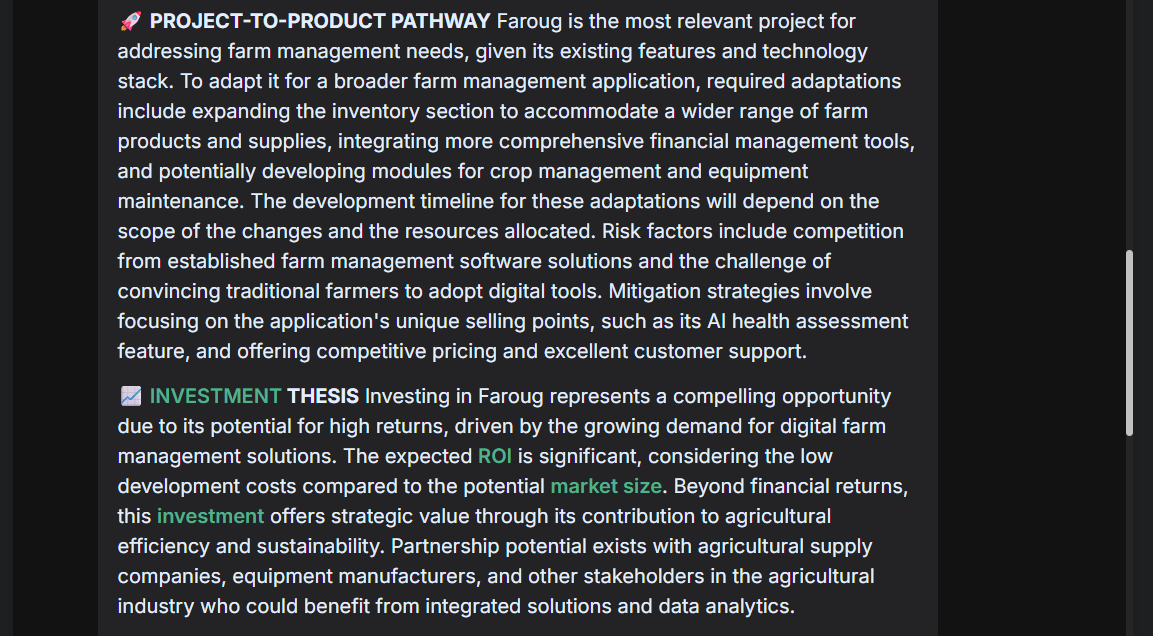 🚀 PROJECT-TO-PRODUCT PATHWAY Faroug is the most relevant project for
addressing farm management needs, given its existing features and technology
stack. To adapt it for a broader farm management application, required adaptations
include expanding the inventory section to accommodate a wider range of farm
products and supplies, integrating more comprehensive financial management tools,
and potentially developing modules for crop management and equipment
maintenance. The development timeline for these adaptations will depend on the
scope of the changes and the resources allocated. Risk factors include competition
from established farm management software solutions and the challenge of
convincing traditional farmers to adopt digital tools. Mitigation strategies involve
focusing on the application's unique selling points, such as its AI health assessment
feature, and offering competitive pricing and excellent customer support.
📈 INVESTMENT THESIS Investing in Faroug represents a compelling opportunity
due to its potential for high returns, driven by the growing demand for digital farm
management solutions. The expected ROI is significant, considering the low
development costs compared to the potential market size. Beyond financial returns,
this investment offers strategic value through its contribution to agricultural
efficiency and sustainability. Partnership potential exists with agricultural supply
companies, equipment manufacturers, and other stakeholders in the agricultural
industry who could benefit from integrated solutions and data analytics.